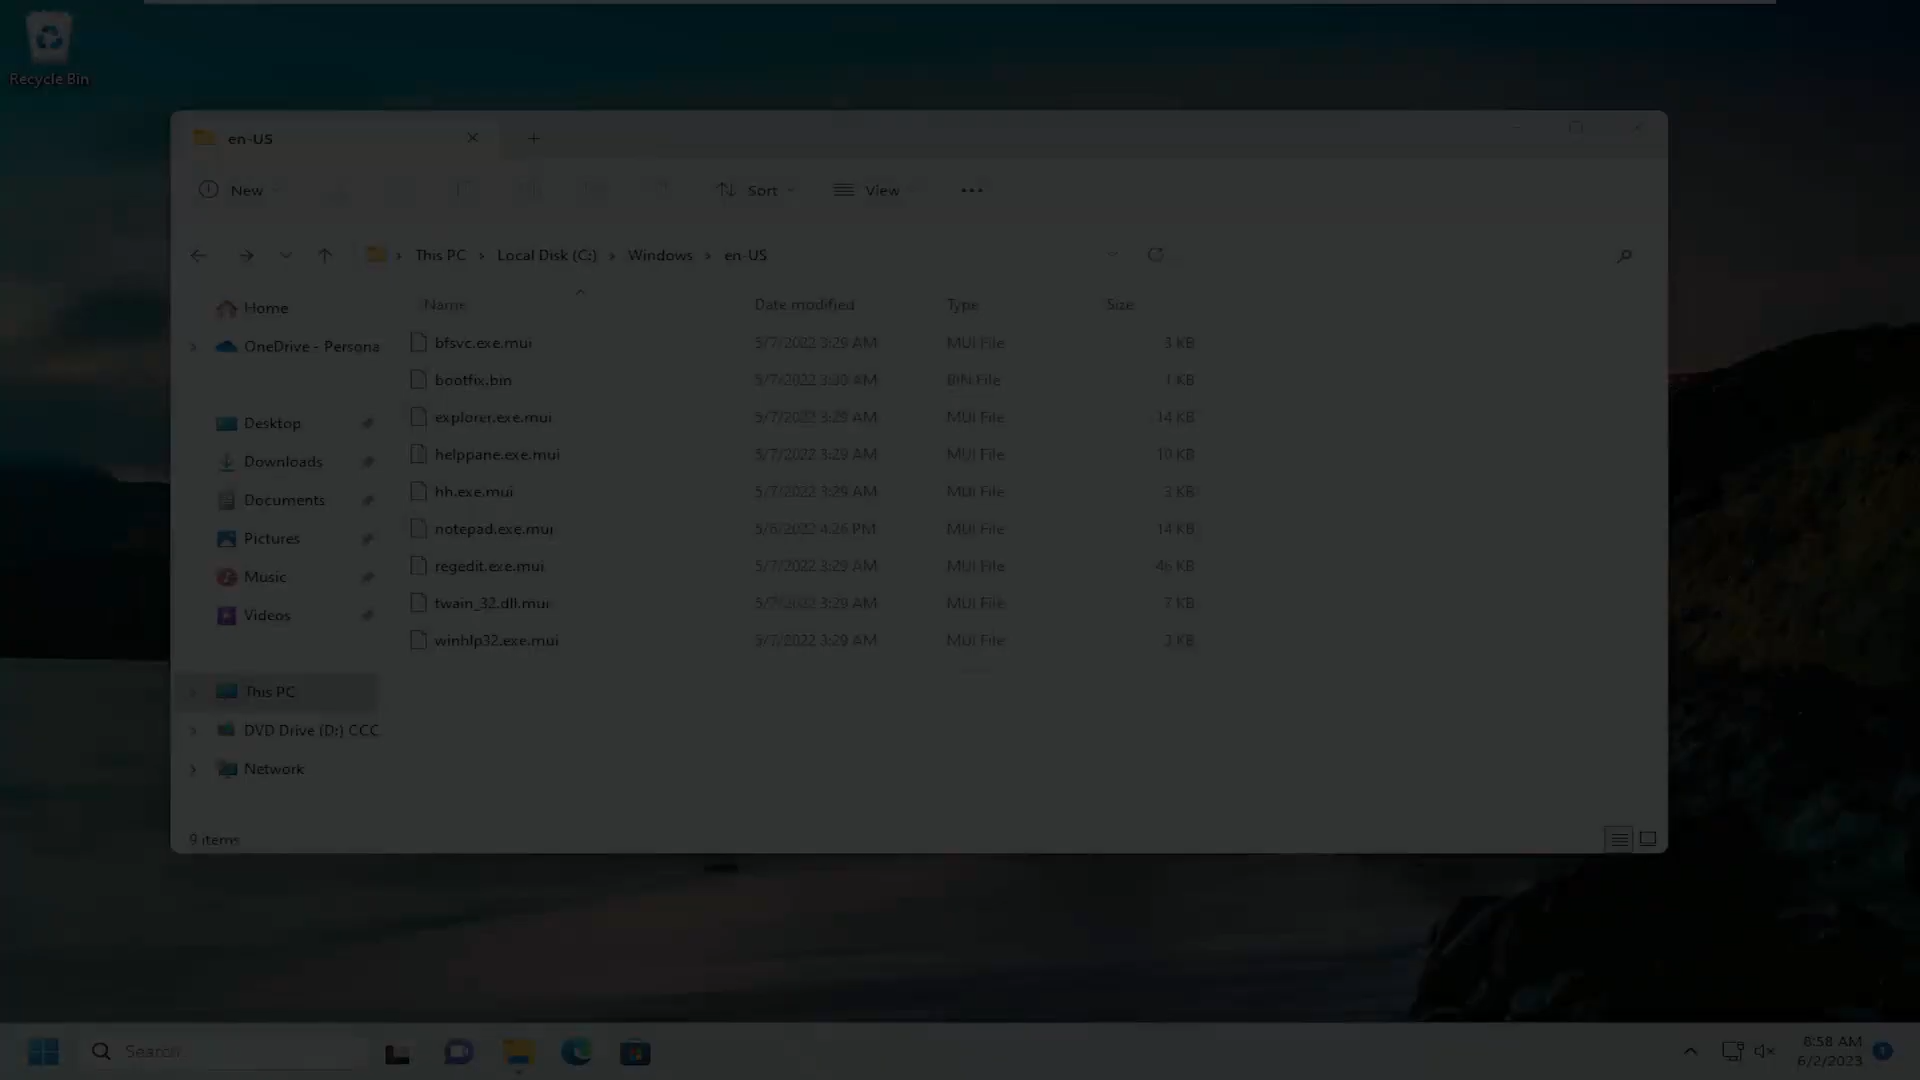 Recycle Bin
en-US
New
Sort
View
This PC > Local Disk (C:) > Windows > en-US
Name Date modified Type Size
Home
OneDrive - Persona
Desktop
Downloads
Documents
Pictures
Music
Videos
This PC
DVD Drive (D:) CCC
Network
bfsvc.exe.mui 5/7/2022 3:29 AM MUI File 3 KB
bootfix.bin 5/7/2022 3:30 AM BIN File 1 KB
explorer.exe.mui 5/7/2022 3:29 AM MUI File 14 KB
helppane.exe.mui 5/7/2022 3:29 AM MUI File 10 KB
hh.exe.mui 5/7/2022 3:29 AM MUI File 3 KB
notepad.exe.mui 5/6/2022 4:26 PM MUI File 14 KB
regedit.exe.mui 5/7/2022 3:29 AM MUI File 46 KB
twain_32.dll.mui 5/7/2022 3:29 AM MUI File 7 KB
winhlp32.exe.mui 5/7/2022 3:29 AM MUI File 3 KB
9 items
Search
8:58 AM
6/2/2023
1